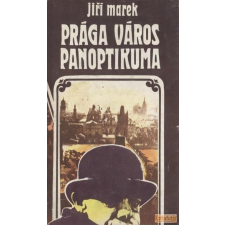 jiří marek
PRÁGA VÁROS
PANOPTIKUMA